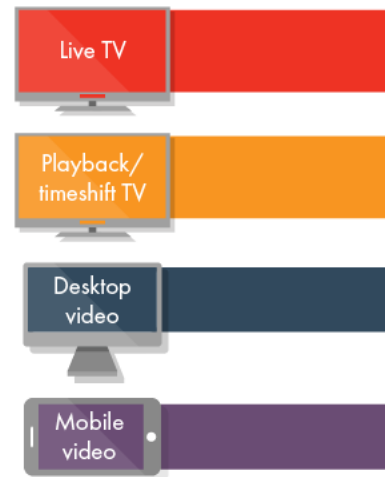 Live TV
Playback/
timeshift TV
Desktop
video
Mobile
video